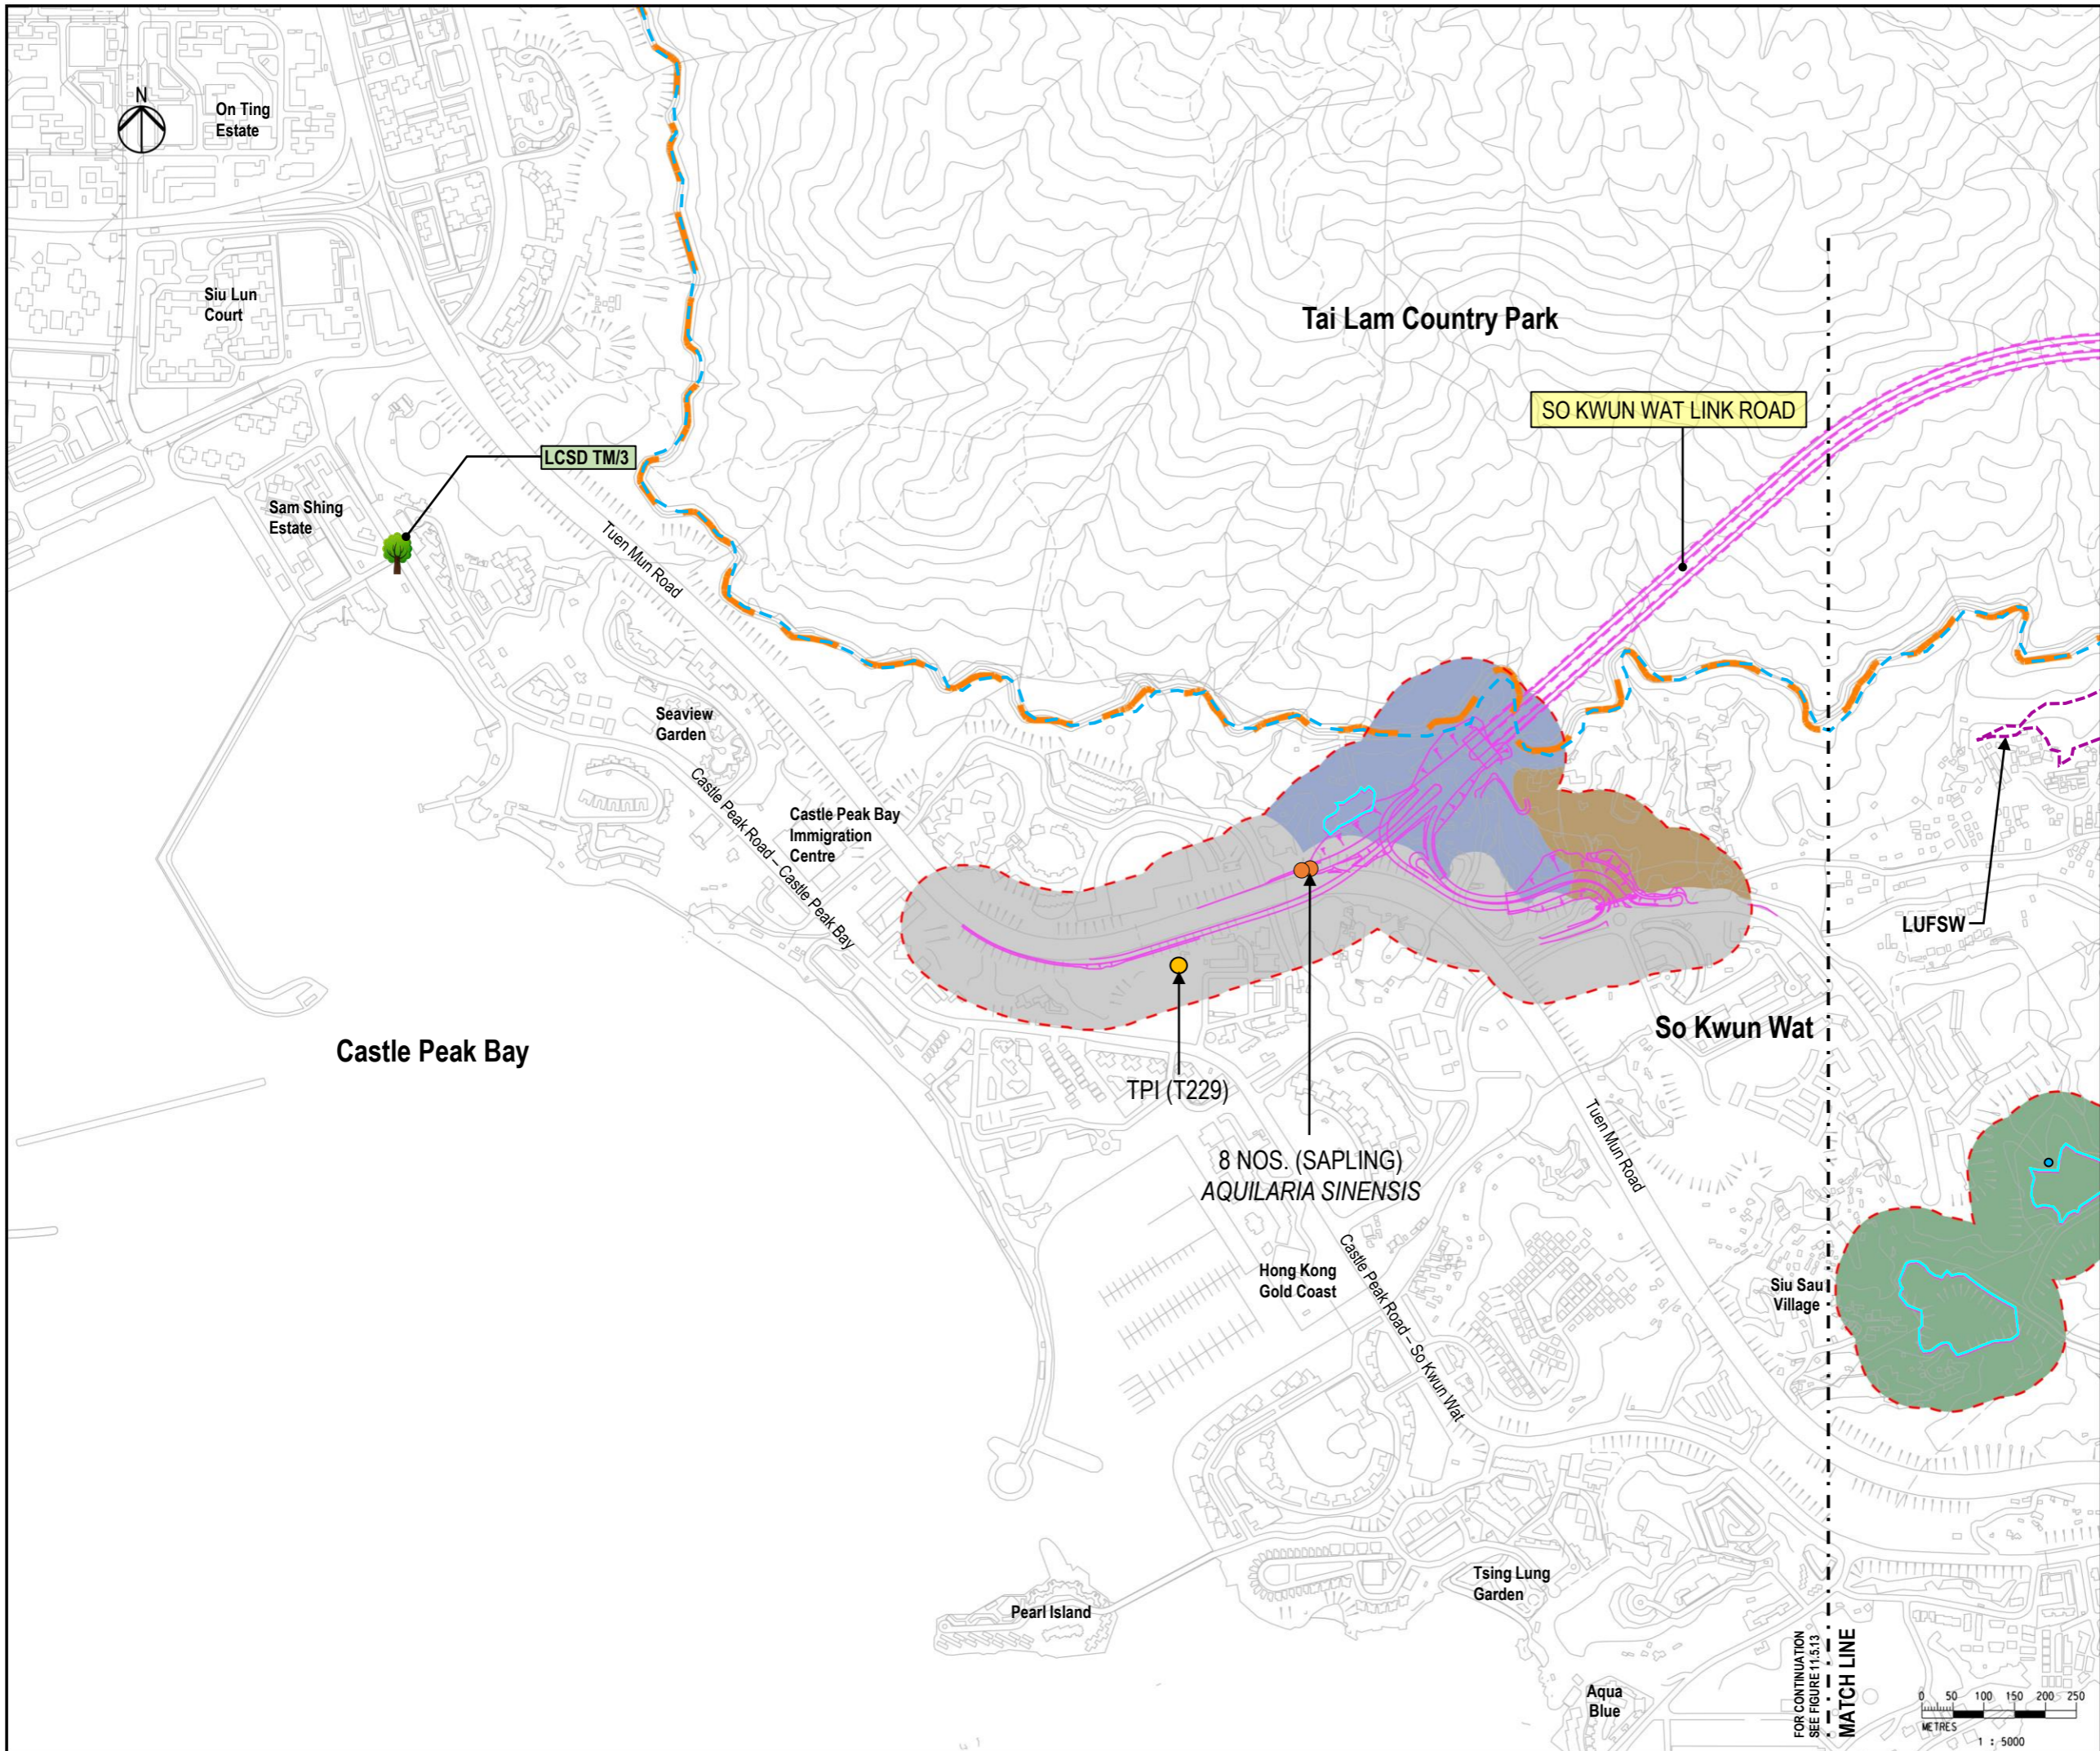 N
On Ting
Estate
Siu Lun
Court
Tai Lam Country Park
SO KWUN WAT LINK ROAD
LCSD TM/3
Sam Shing
Estate
Tuen Mun Road
Seaview
Garden
Castle Peak Road – Castle Peak Bay
Castle Peak Bay
Immigration
Centre
LUFSW
So Kwun Wat
Castle Peak Bay
TPI (T229)
8 NOS. (SAPLING)
AQUILARIA SINENSIS
Tuen Mun Road
Hong Kong
Gold Coast
Castle Peak Road – So Kwun Wat
Siu Sau
Village
Tsing Lung
Garden
Pearl Island
Aqua
Blue
FOR CONTINUATION
SEE FIGURE 11.5.13
MATCH LINE
0 50 100 150 200 250
METRES
1 : 5000